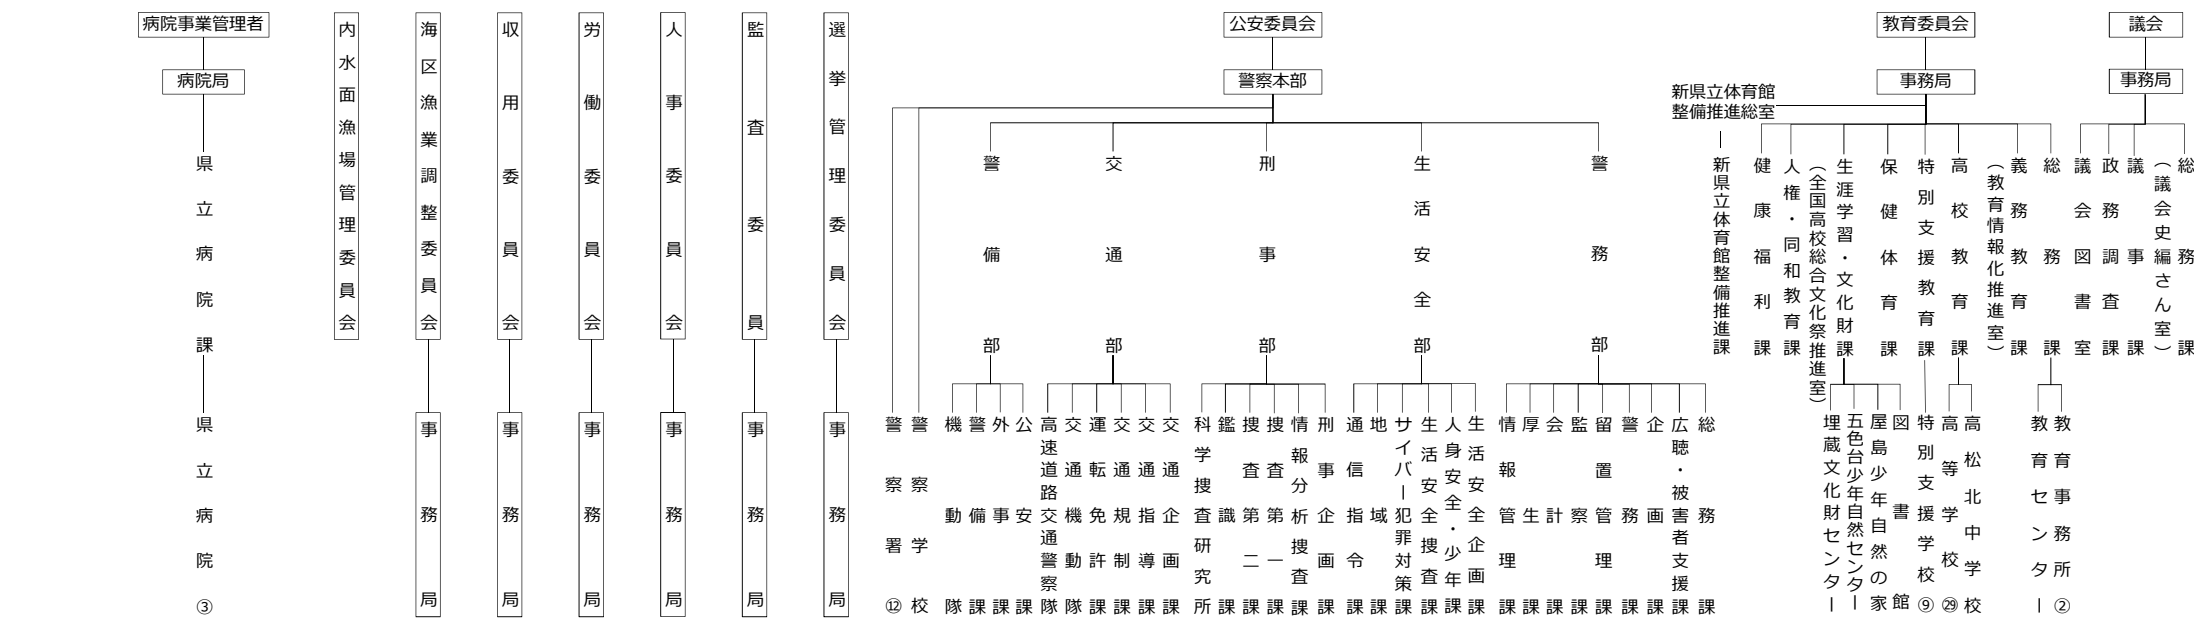 議会
事務局
総務課
（議会史編さん室）
議事課
政務調査課
議会図書室
教育委員会
事務局
総務課
教育事務所②
教育センター
義務教育課
（教育情報化推進室）
高校教育課
高松北中学校
高等学校㉙
特別支援教育課
特別支援学校⑨
保健体育課
生涯学習・文化財課
（全国高校総合文化祭推進室）
図書館
屋島少年自然の家
五色台少年自然センター
埋蔵文化財センター
人権・同和教育課
健康福利課
新県立体育館
整備推進総室
新県立体育館整備推進課
公安委員会
警察本部
警務部
総務課
広聴・被害者支援課
企画課
警務課
留置管理課
監察課
会計課
厚生課
情報管理課
生活安全部
生活安全企画課
人身安全・少年課
生活安全捜査課
サイバー犯罪対策課
地域課
通信指令課
刑事部
刑事企画課
情報分析捜査課
捜査第一課
捜査第二課
鑑識課
科学捜査研究所
交通部
交通企画課
交通指導課
交通規制課
運転免許課
交通機動隊
高速道路交通警察隊
警備部
公安課
外事課
警備課
機動隊
警察学校
警察署⑫
選挙管理委員会
事務局
監査委員
事務局
人事委員会
事務局
労働委員会
事務局
収用委員会
事務局
海区漁業調整委員会
事務局
内水面漁場管理委員会
病院事業管理者
病院局
県立病院課
県立病院③